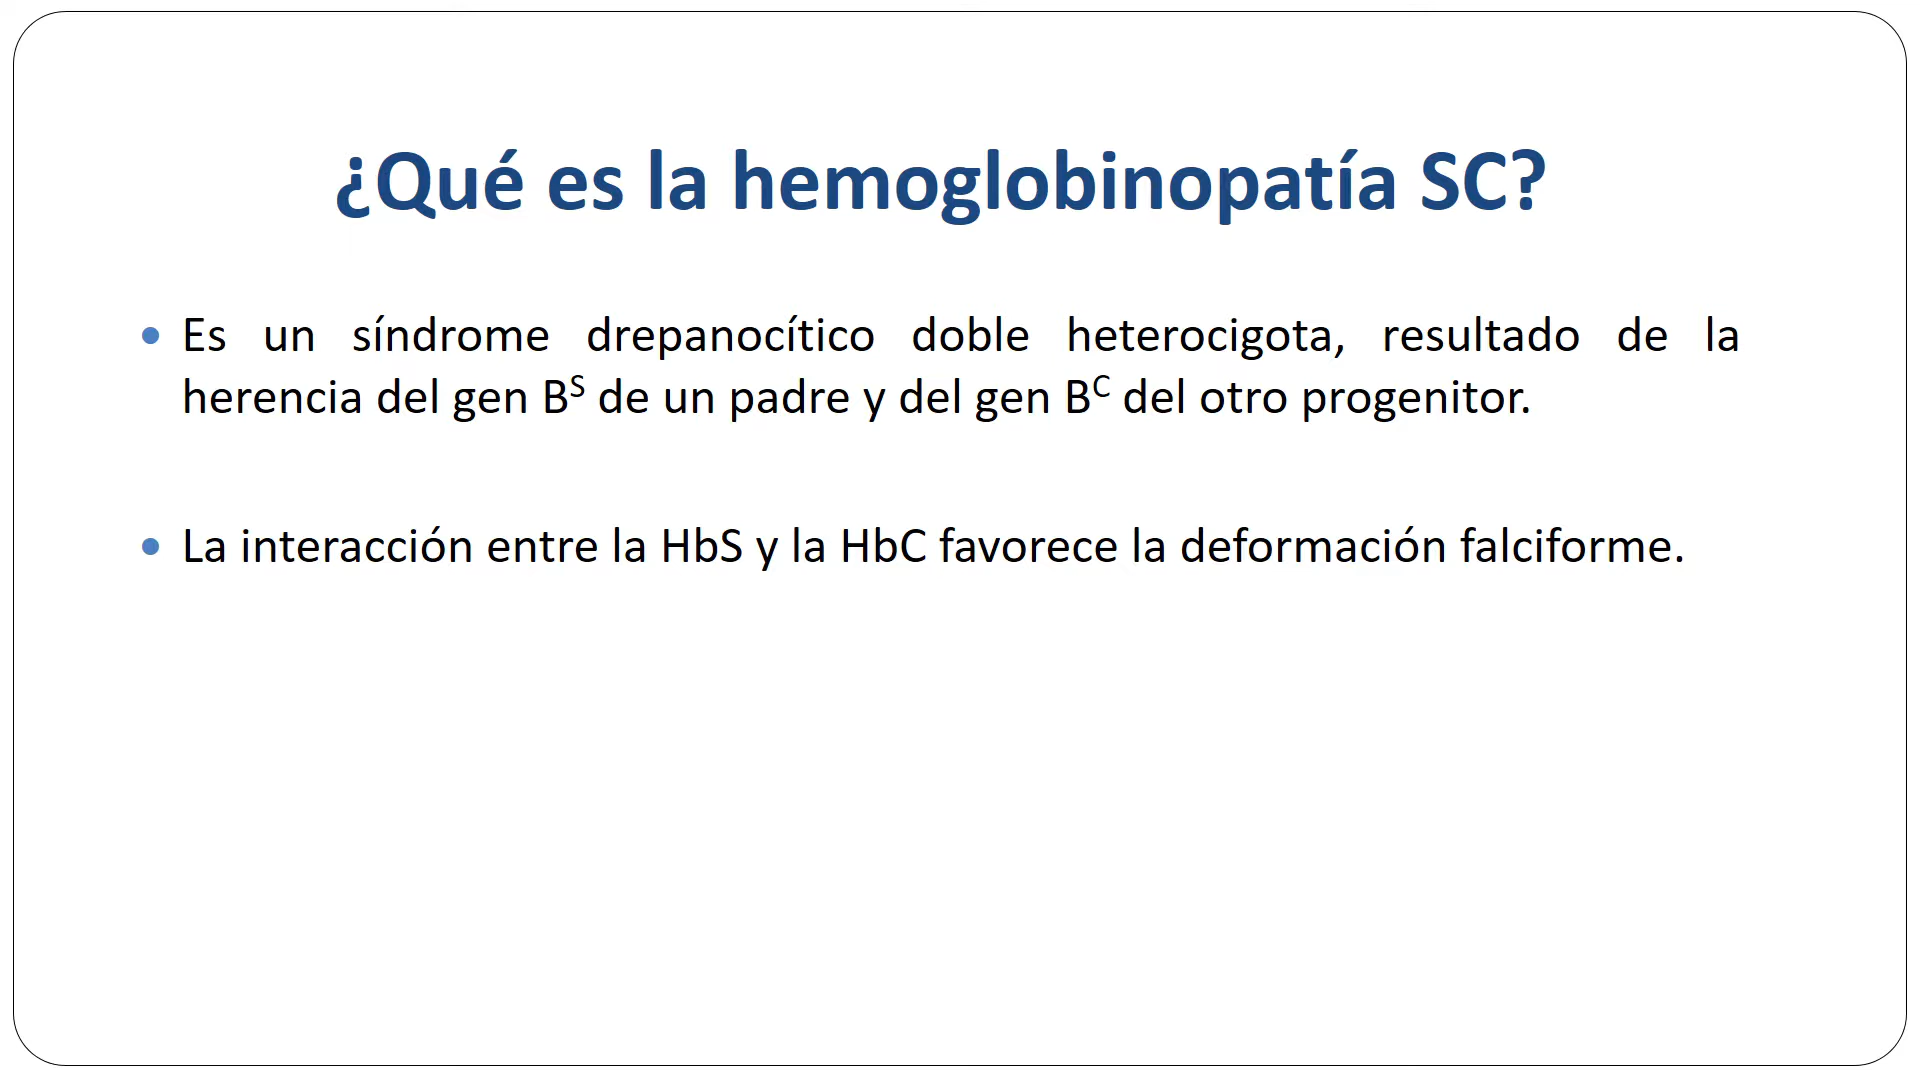 ¿Qué es la hemoglobinopatía SC?
• Es un síndrome drepanocítico doble heterocigota, resultado de la
herencia del gen Bˢ de un padre y del gen Bᶜ del otro progenitor.
• La interacción entre la HbS y la HbC favorece la deformación falciforme.